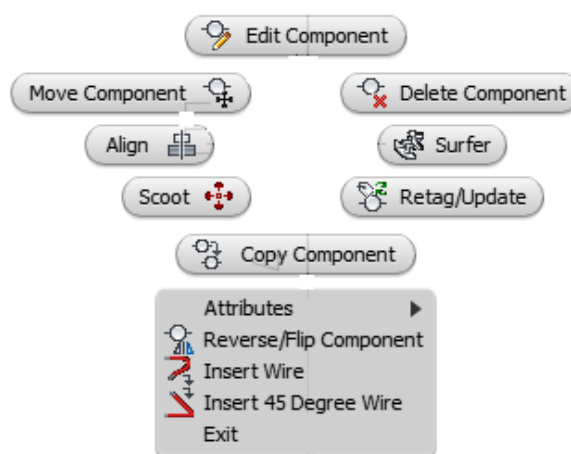 Edit Component
Move Component
Delete Component
Align
Surfer
Scoot
Retag/Update
Copy Component
Attributes
Reverse/Flip Component
Insert Wire
Insert 45 Degree Wire
Exit